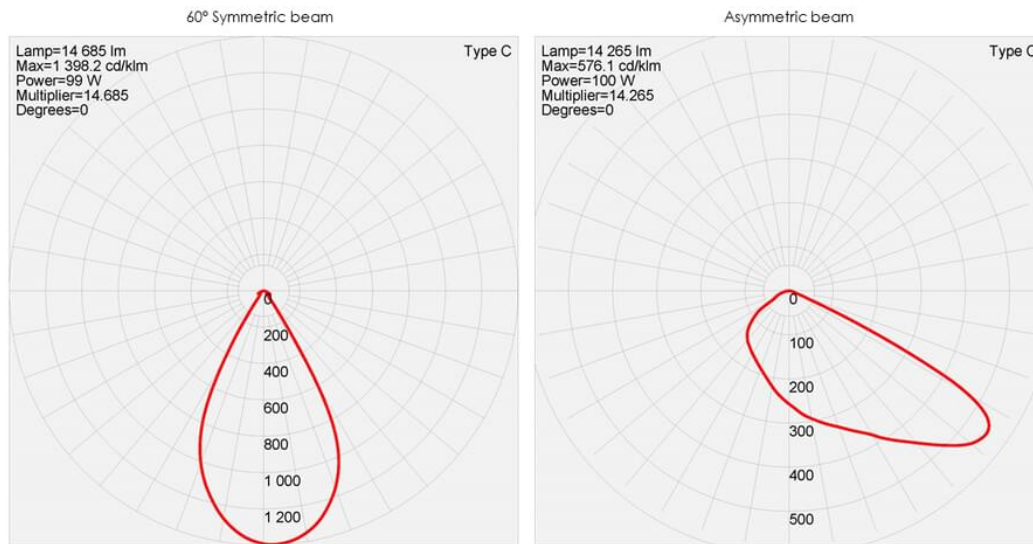 60º Symmetric beam
Lamp=14 685 lm
Max=1 398.2 cd/klm
Power=99 W
Multiplier=14.685
Degrees=0
Type C
0
200
400
600
800
1 000
1 200
Asymmetric beam
Lamp=14 265 lm
Max=576.1 cd/klm
Power=100 W
Multiplier=14.265
Degrees=0
Type C
0
100
200
300
400
500